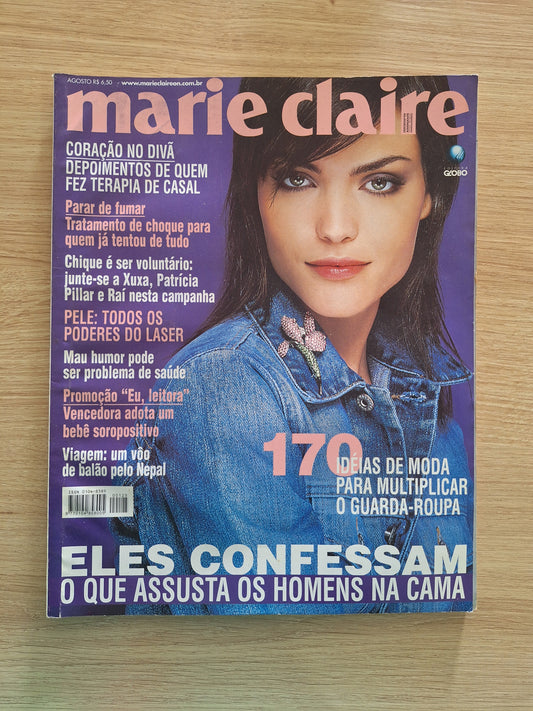 AGOSTO R$ 6,50 - www.marieclaireon.com.br
marie claire
CORAÇÃO NO DIVÃ
DEPOIMENTOS DE QUEM
FEZ TERAPIA DE CASAL
GLOBO
Parar de fumar
Tratamento de choque para
quem já tentou de tudo
Chique é ser voluntário:
junte-se a Xuxa, Patrícia
Pillar e Raí nesta campanha
PELE: TODOS OS
PODERES DO LASER
Mau humor pode
ser problema de saúde
Promoção "Eu, leitora"
Vencedora adota um
bebê soropositivo
Viagem: um vôo
de balão pelo Nepal
170
IDÉIAS DE MODA
PARA MULTIPLICAR
O GUARDA-ROUPA
ELES CONFESSAM
O QUE ASSUSTA OS HOMENS NA CAMA